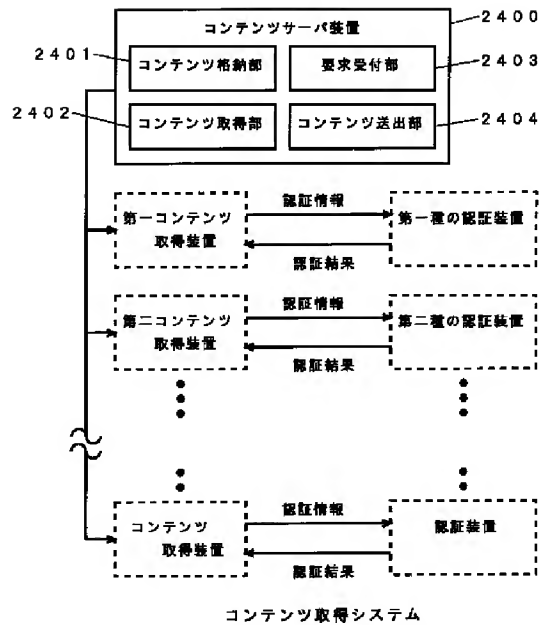 コンテンツサーバ装置
2400
2401
コンテンツ格納部
要求受付部
2403
2402
コンテンツ取得部
コンテンツ送出部
2404
第一コンテンツ
取得装置
認証情報
認証結果
第一種の認証装置
第二コンテンツ
取得装置
認証情報
認証結果
第二種の認証装置
コンテンツ
取得装置
認証情報
認証結果
認証装置
コンテンツ取得システム